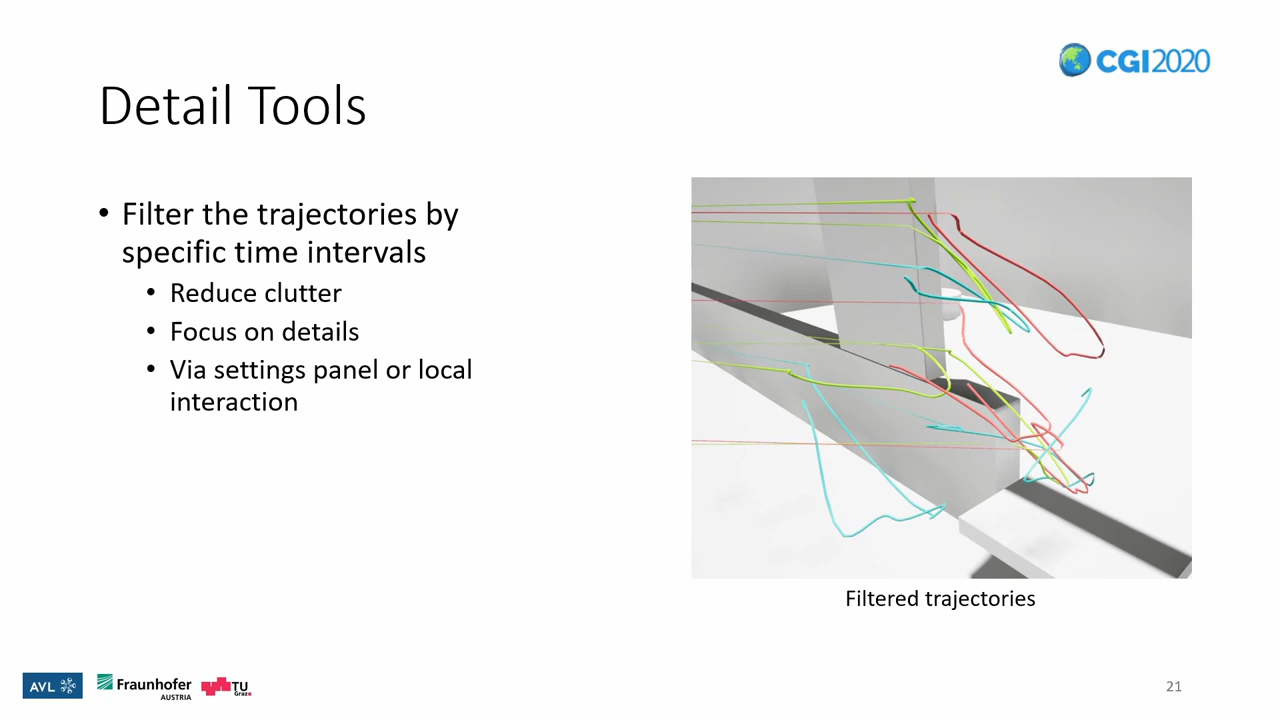 CGI2020
Detail Tools
• Filter the trajectories by
specific time intervals
• Reduce clutter
• Focus on details
• Via settings panel or local
interaction
Filtered trajectories
AVL
Fraunhofer
AUSTRIA
TU
Graz
21